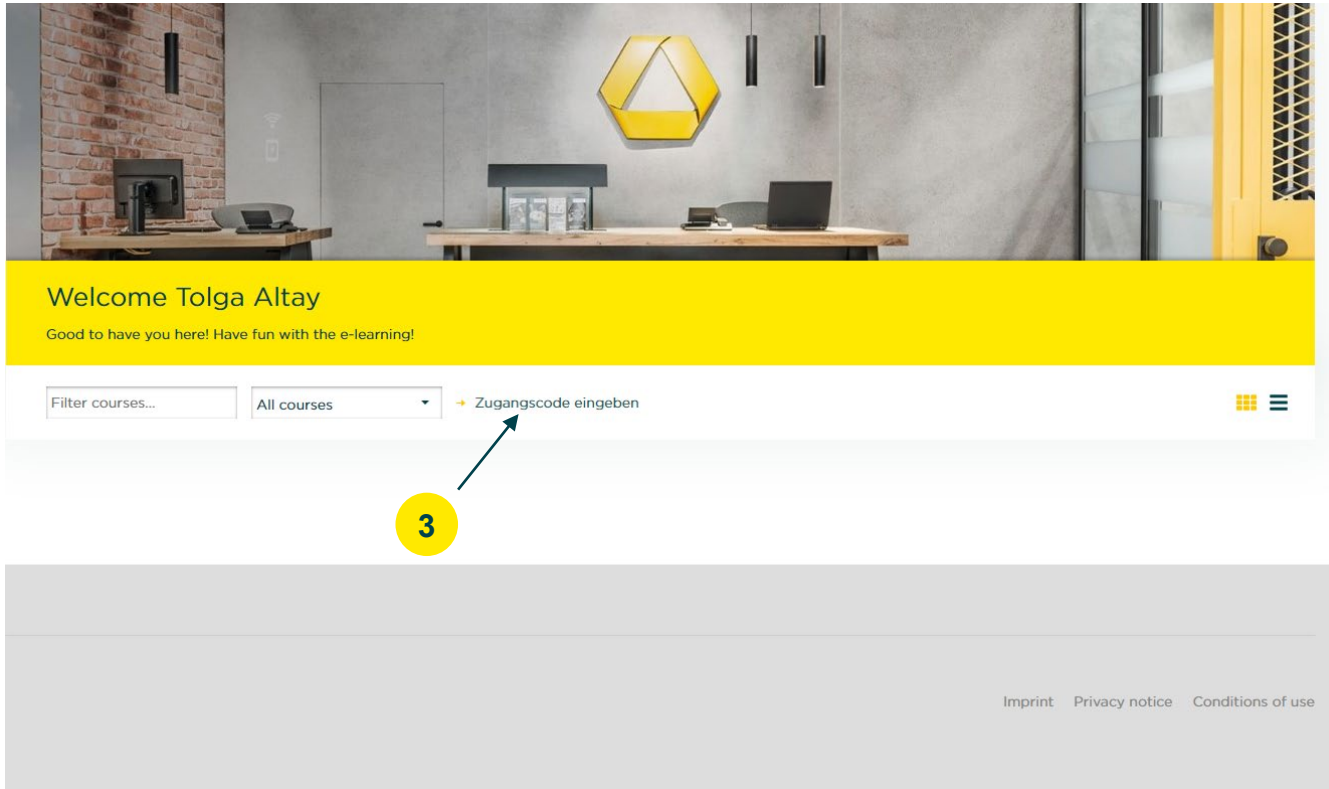 Welcome Tolga Altay
Good to have you here! Have fun with the e-learning!
Filter courses...
All courses
Zugangscode eingeben
3
Imprint Privacy notice Conditions of use